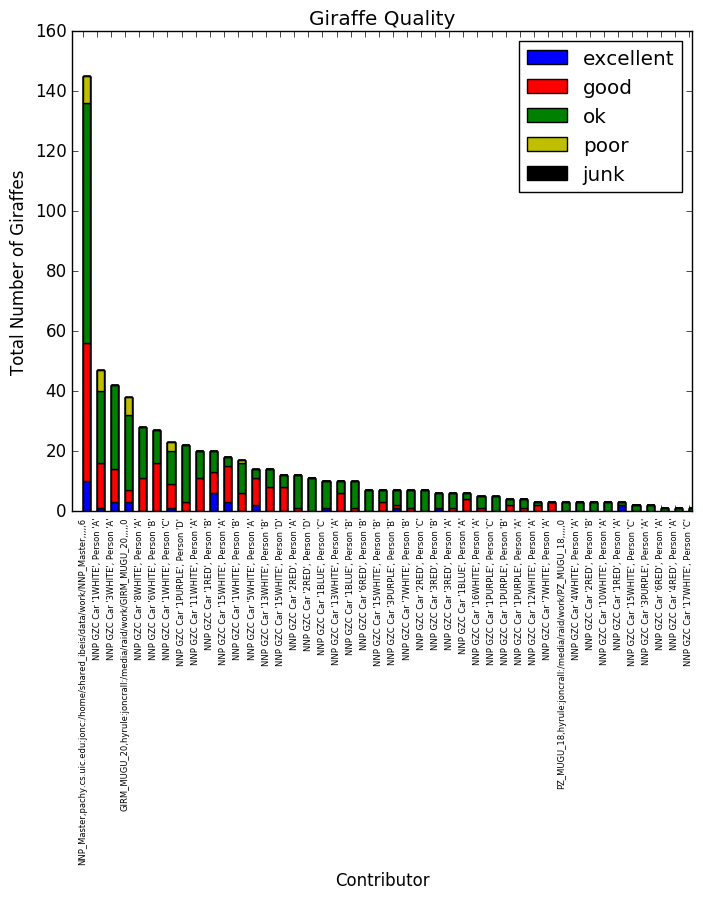 Giraffe Quality
160
140
120
100
80
60
40
20
0
Total Number of Giraffes
excellent
good
ok
poor
junk
NNP_Master,pachy.cs.uic.edu:jonc:/home/shared_ibeis/data/work/NNP_Master,,,,,6
NNP GZC Car '1WHITE', Person 'A'
NNP GZC Car '3WHITE', Person 'A'
GIRM_MUGU_20,hyrule:joncrall:/media/raid/work/GIRM_MUGU_20,,,,,0
NNP GZC Car '8WHITE', Person 'A'
NNP GZC Car '6WHITE', Person 'B'
NNP GZC Car '1WHITE', Person 'C'
NNP GZC Car '1PURPLE', Person 'D'
NNP GZC Car '11WHITE', Person 'A'
NNP GZC Car '1RED', Person 'B'
NNP GZC Car '15WHITE', Person 'A'
NNP GZC Car '1WHITE', Person 'B'
NNP GZC Car '5WHITE', Person 'A'
NNP GZC Car '13WHITE', Person 'B'
NNP GZC Car '15WHITE', Person 'D'
NNP GZC Car '2RED', Person 'A'
NNP GZC Car '2RED', Person 'D'
NNP GZC Car '1BLUE', Person 'C'
NNP GZC Car '13WHITE', Person 'A'
NNP GZC Car '1BLUE', Person 'B'
NNP GZC Car '6RED', Person 'B'
NNP GZC Car '15WHITE', Person 'B'
NNP GZC Car '3PURPLE', Person 'B'
NNP GZC Car '7WHITE', Person 'B'
NNP GZC Car '2RED', Person 'C'
NNP GZC Car '3RED', Person 'B'
NNP GZC Car '3RED', Person 'A'
NNP GZC Car '1BLUE', Person 'A'
NNP GZC Car '16WHITE', Person 'A'
NNP GZC Car '1PURPLE', Person 'C'
NNP GZC Car '1PURPLE', Person 'B'
NNP GZC Car '1PURPLE', Person 'A'
NNP GZC Car '12WHITE', Person 'A'
NNP GZC Car '7WHITE', Person 'A'
PZ_MUGU_18,hyrule:joncrall:/media/raid/work/PZ_MUGU_18,,,,,0
NNP GZC Car '4WHITE', Person 'A'
NNP GZC Car '2RED', Person 'B'
NNP GZC Car '10WHITE', Person 'A'
NNP GZC Car '1RED', Person 'A'
NNP GZC Car '15WHITE', Person 'C'
NNP GZC Car '3PURPLE', Person 'A'
NNP GZC Car '6RED', Person 'A'
NNP GZC Car '4RED', Person 'A'
NNP GZC Car '17WHITE', Person 'C'
Contributor